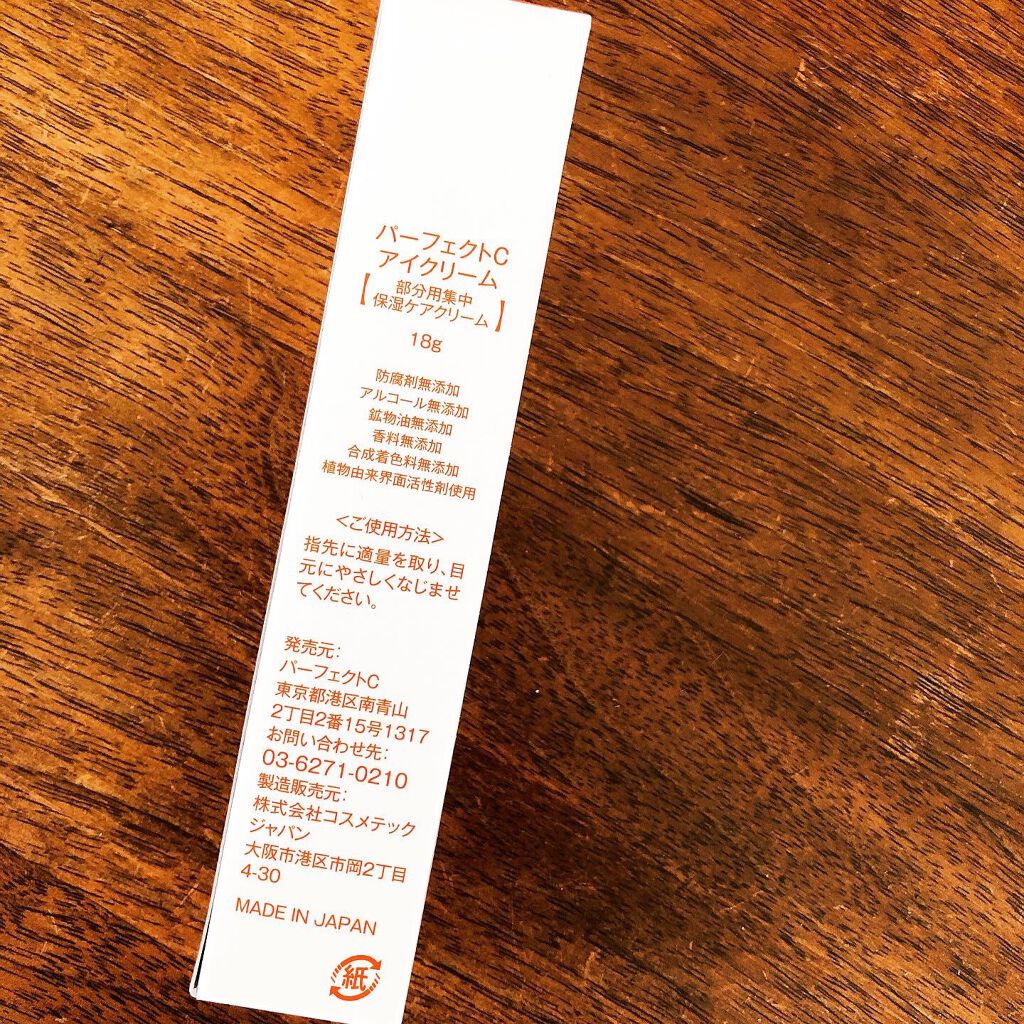 パーフェクトC
アイクリーム
【部分用集中
保湿ケアクリーム】
18g
防腐剤無添加
アルコール無添加
鉱物油無添加
香料無添加
合成着色料無添加
植物由来界面活性剤使用
<ご使用方法>
指先に適量を取り、目
元にやさしくなじませ
てください。
発売元：
パーフェクトC
東京都港区南青山
2丁目2番15号1317
お問い合わせ先：
03-6271-0210
製造販売元：
株式会社コスメテック
ジャパン
大阪市港区市岡2丁目
4-30
MADE IN JAPAN
紙